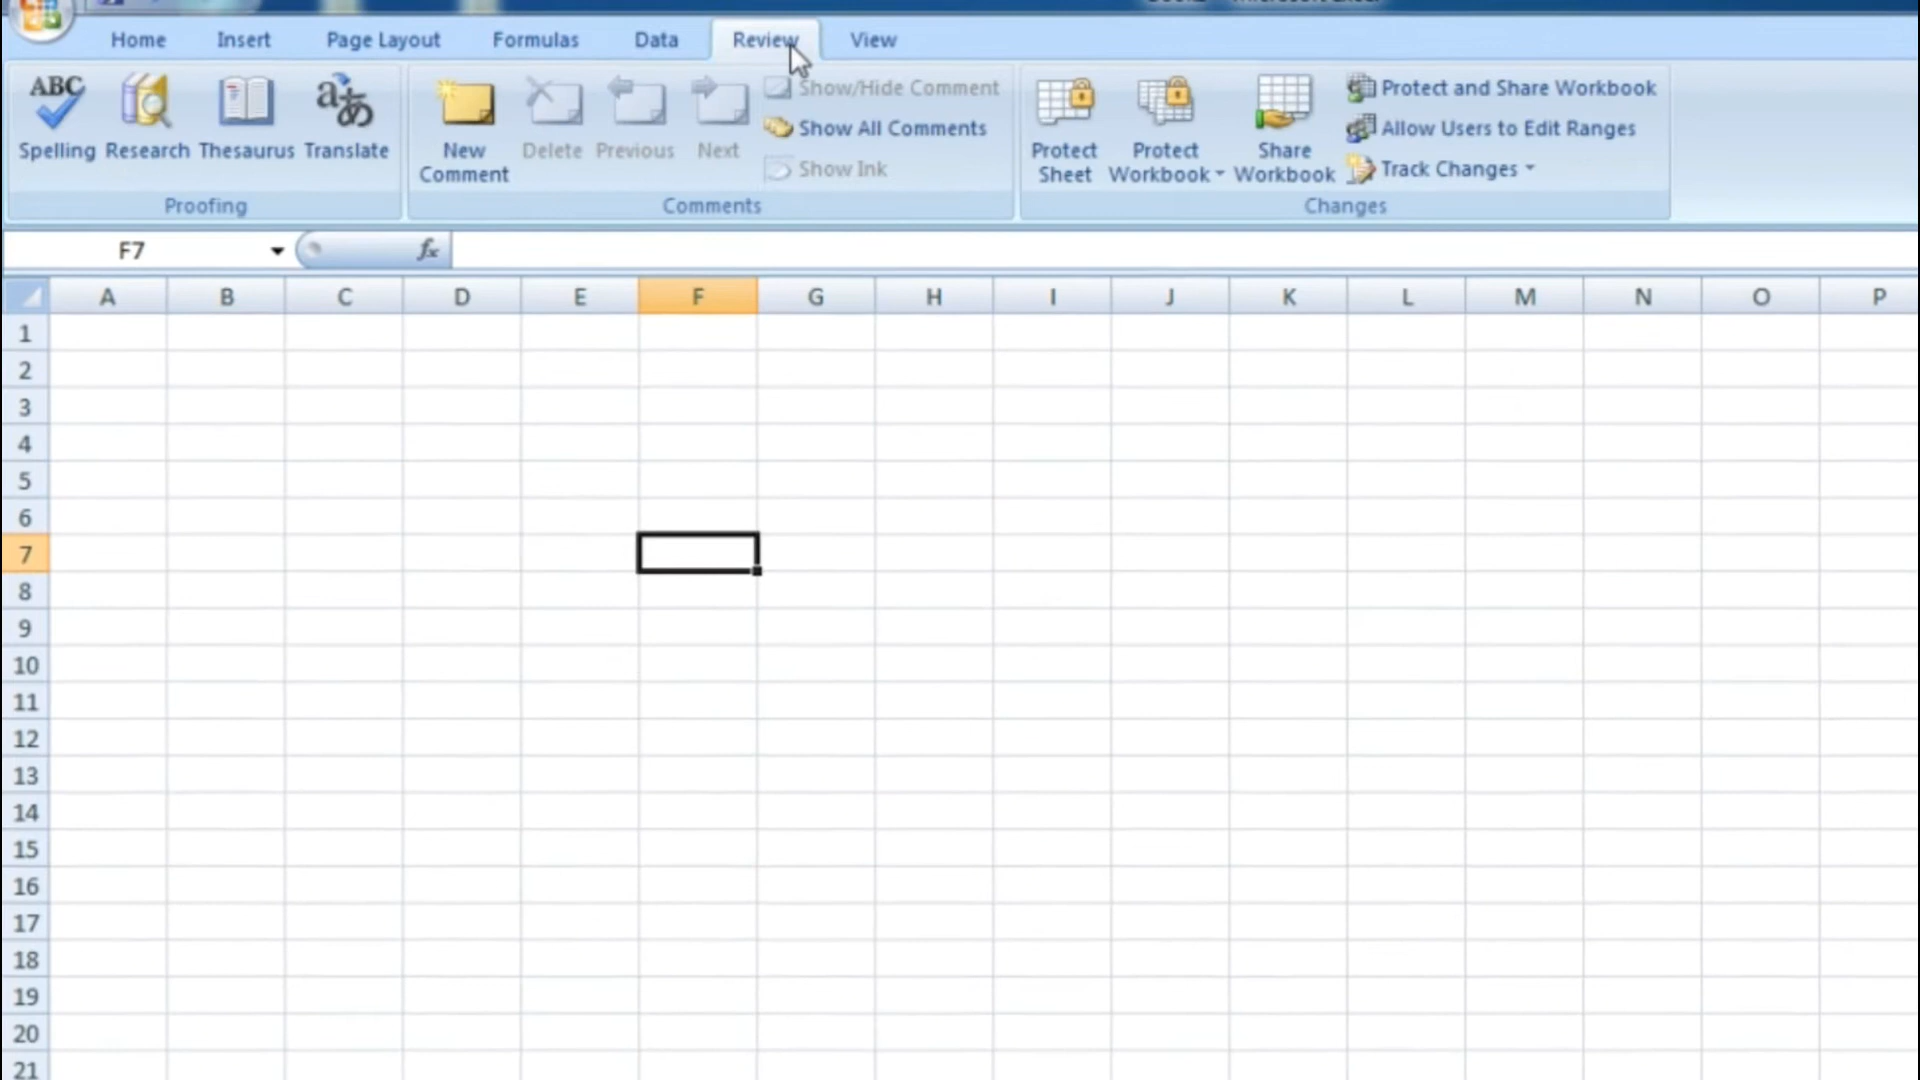 Home Insert Page Layout Formulas Data Review View
ABC
Spelling Research Thesaurus Translate
New Comment Delete Previous Next
Show/Hide Comment
Show All Comments
Show Ink
Protect Sheet Protect Workbook Share Workbook
Protect and Share Workbook
Allow Users to Edit Ranges
Track Changes
Proofing Comments Changes
F7 fx
A B C D E F G H I J K L M N O P
1
2
3
4
5
6
7
8
9
10
11
12
13
14
15
16
17
18
19
20
21